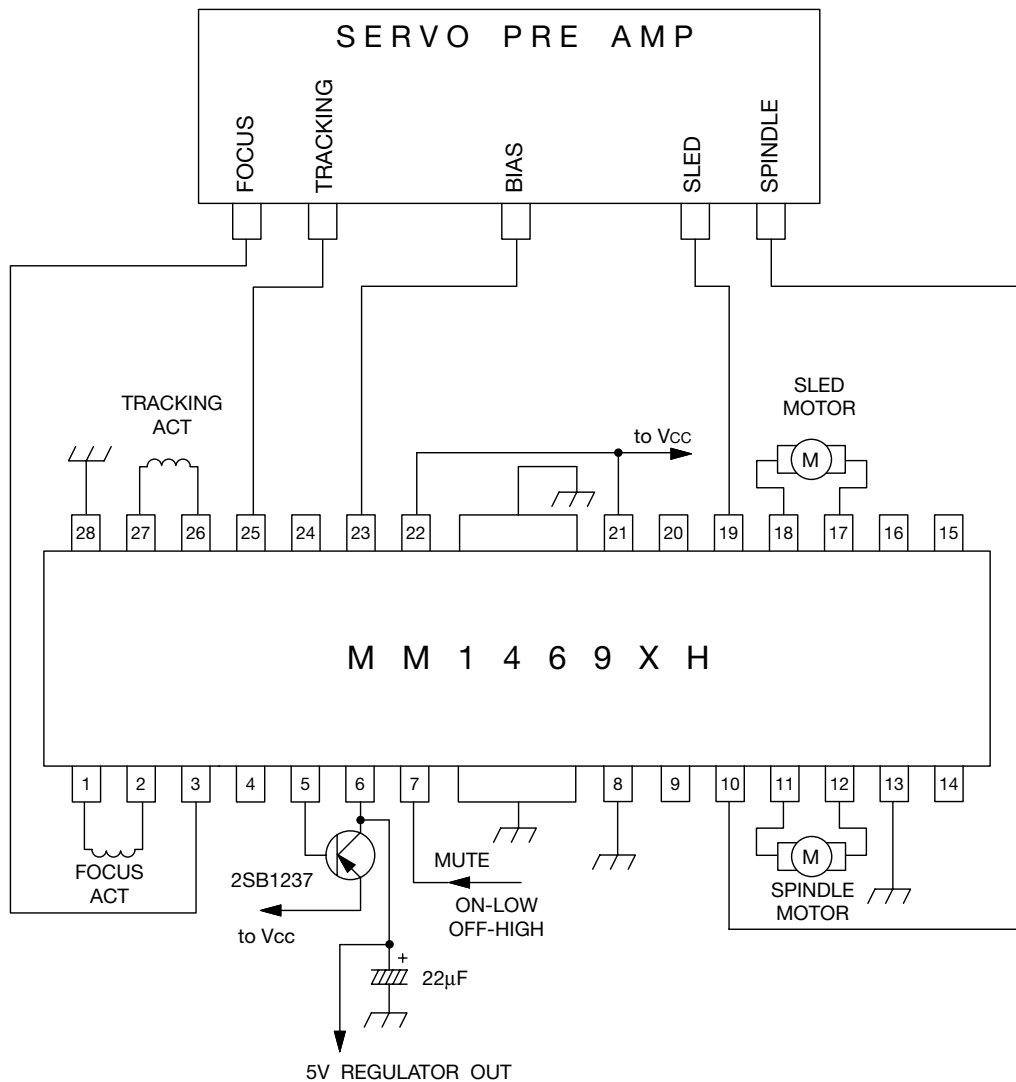 SERVO PRE AMP
FOCUS
TRACKING
BIAS
SLED
SPINDLE
TRACKING
ACT
to Vcc
SLED
MOTOR
M
28 27 26 25 24 23 22 21 20 19 18 17 16 15
MM1469XH
1 2 3 4 5 6 7 8 9 10 11 12 13 14
FOCUS
ACT
2SB1237
to Vcc
MUTE
ON-LOW
OFF-HIGH
M
SPINDLE
MOTOR
+
22µF
5V REGULATOR OUT